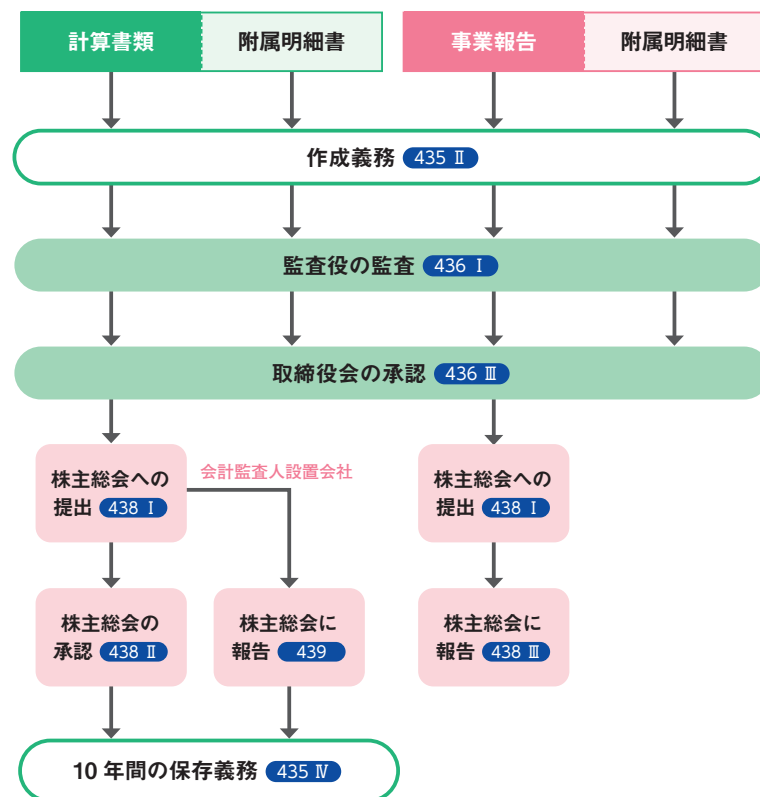 計算書類 附属明細書 事業報告 附属明細書
作成義務 435 Ⅱ
監査役の監査 436 Ⅰ
取締役会の承認 436 Ⅲ
株主総会への
提出 438 Ⅰ
会計監査人設置会社
株主総会への
提出 438 Ⅰ
株主総会の
承認 438 Ⅱ
株主総会に
報告 439
株主総会に
報告 438 Ⅲ
10 年間の保存義務 435 Ⅳ